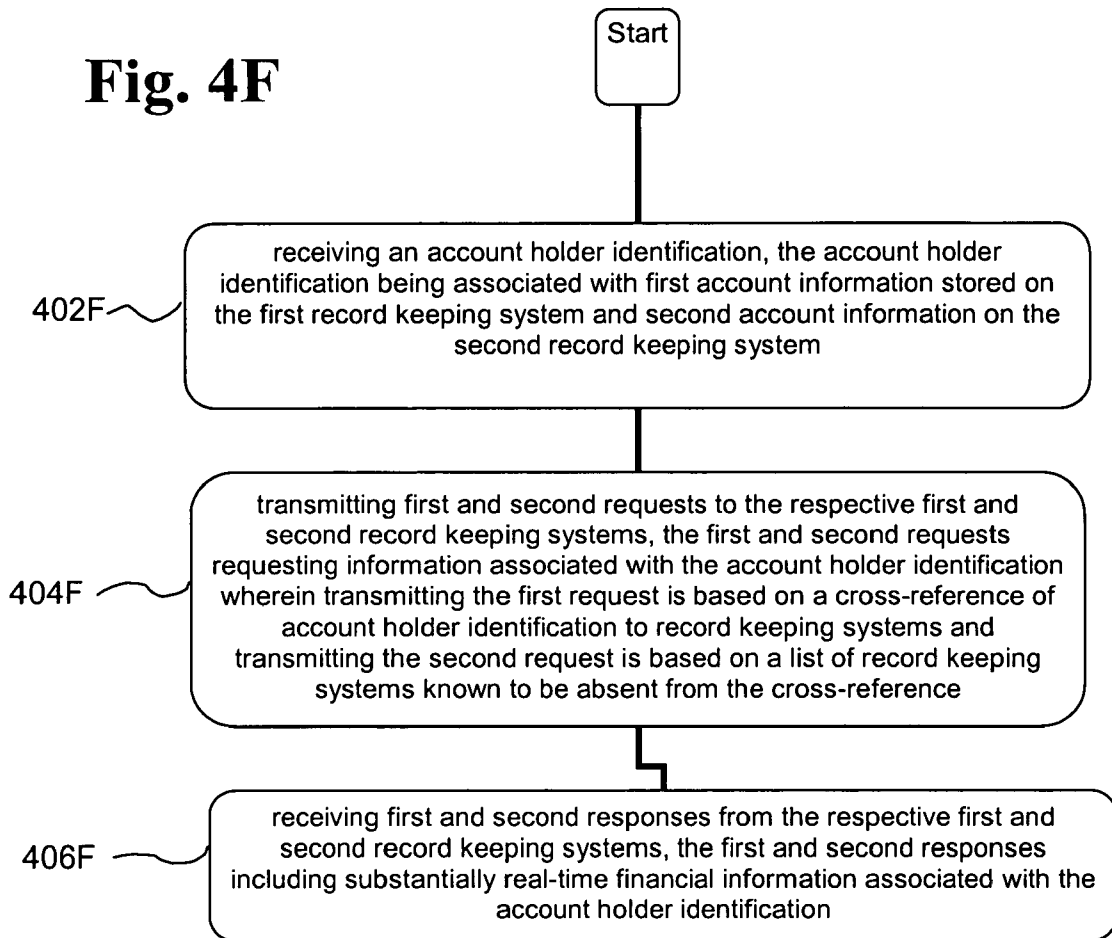 Start
Fig. 4F
receiving an account holder identification, the account holder
identification being associated with first account information stored on
the first record keeping system and second account information on the
second record keeping system
402F
transmitting first and second requests to the respective first and
second record keeping systems, the first and second requests
requesting information associated with the account holder identification
wherein transmitting the first request is based on a cross-reference of
account holder identification to record keeping systems and
transmitting the second request is based on a list of record keeping
systems known to be absent from the cross-reference
404F
receiving first and second responses from the respective first and
second record keeping systems, the first and second responses
including substantially real-time financial information associated with the
account holder identification
406F